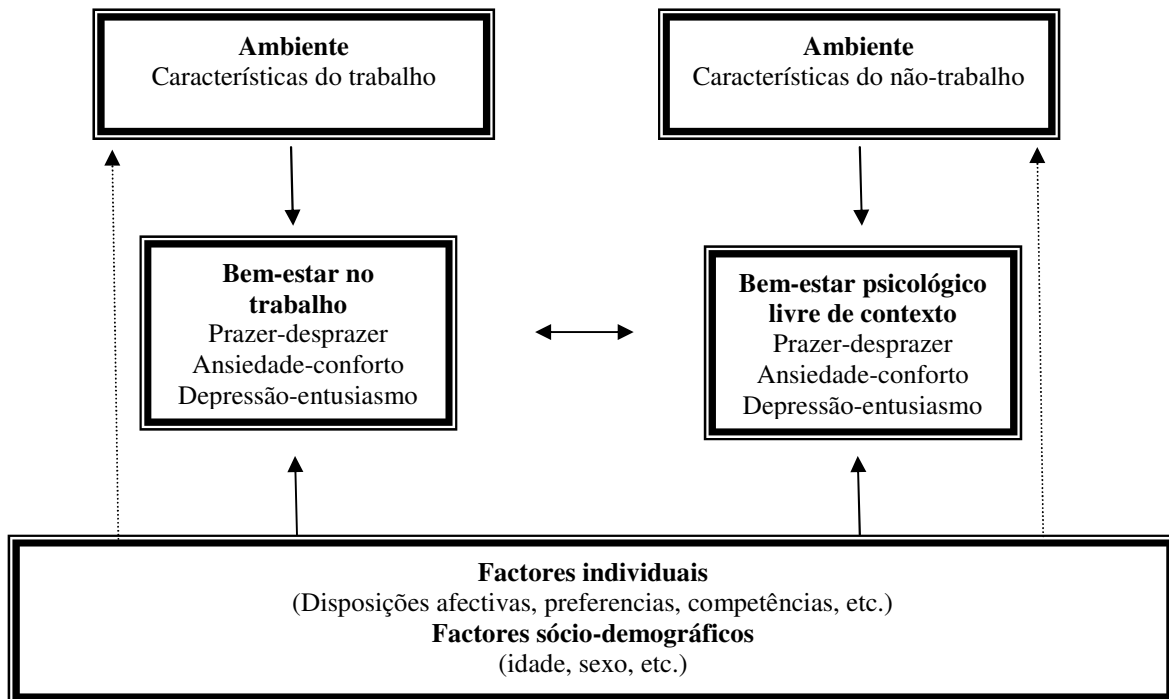 Ambiente
Características do trabalho
Ambiente
Características do não-trabalho
Bem-estar no
trabalho
Prazer-desprazer
Ansiedade-conforto
Depressão-entusiasmo
Bem-estar psicológico
livre de contexto
Prazer-desprazer
Ansiedade-conforto
Depressão-entusiasmo
Factores individuais
(Disposições afectivas, preferencias, competências, etc.)
Factores sócio-demográficos
(idade, sexo, etc.)